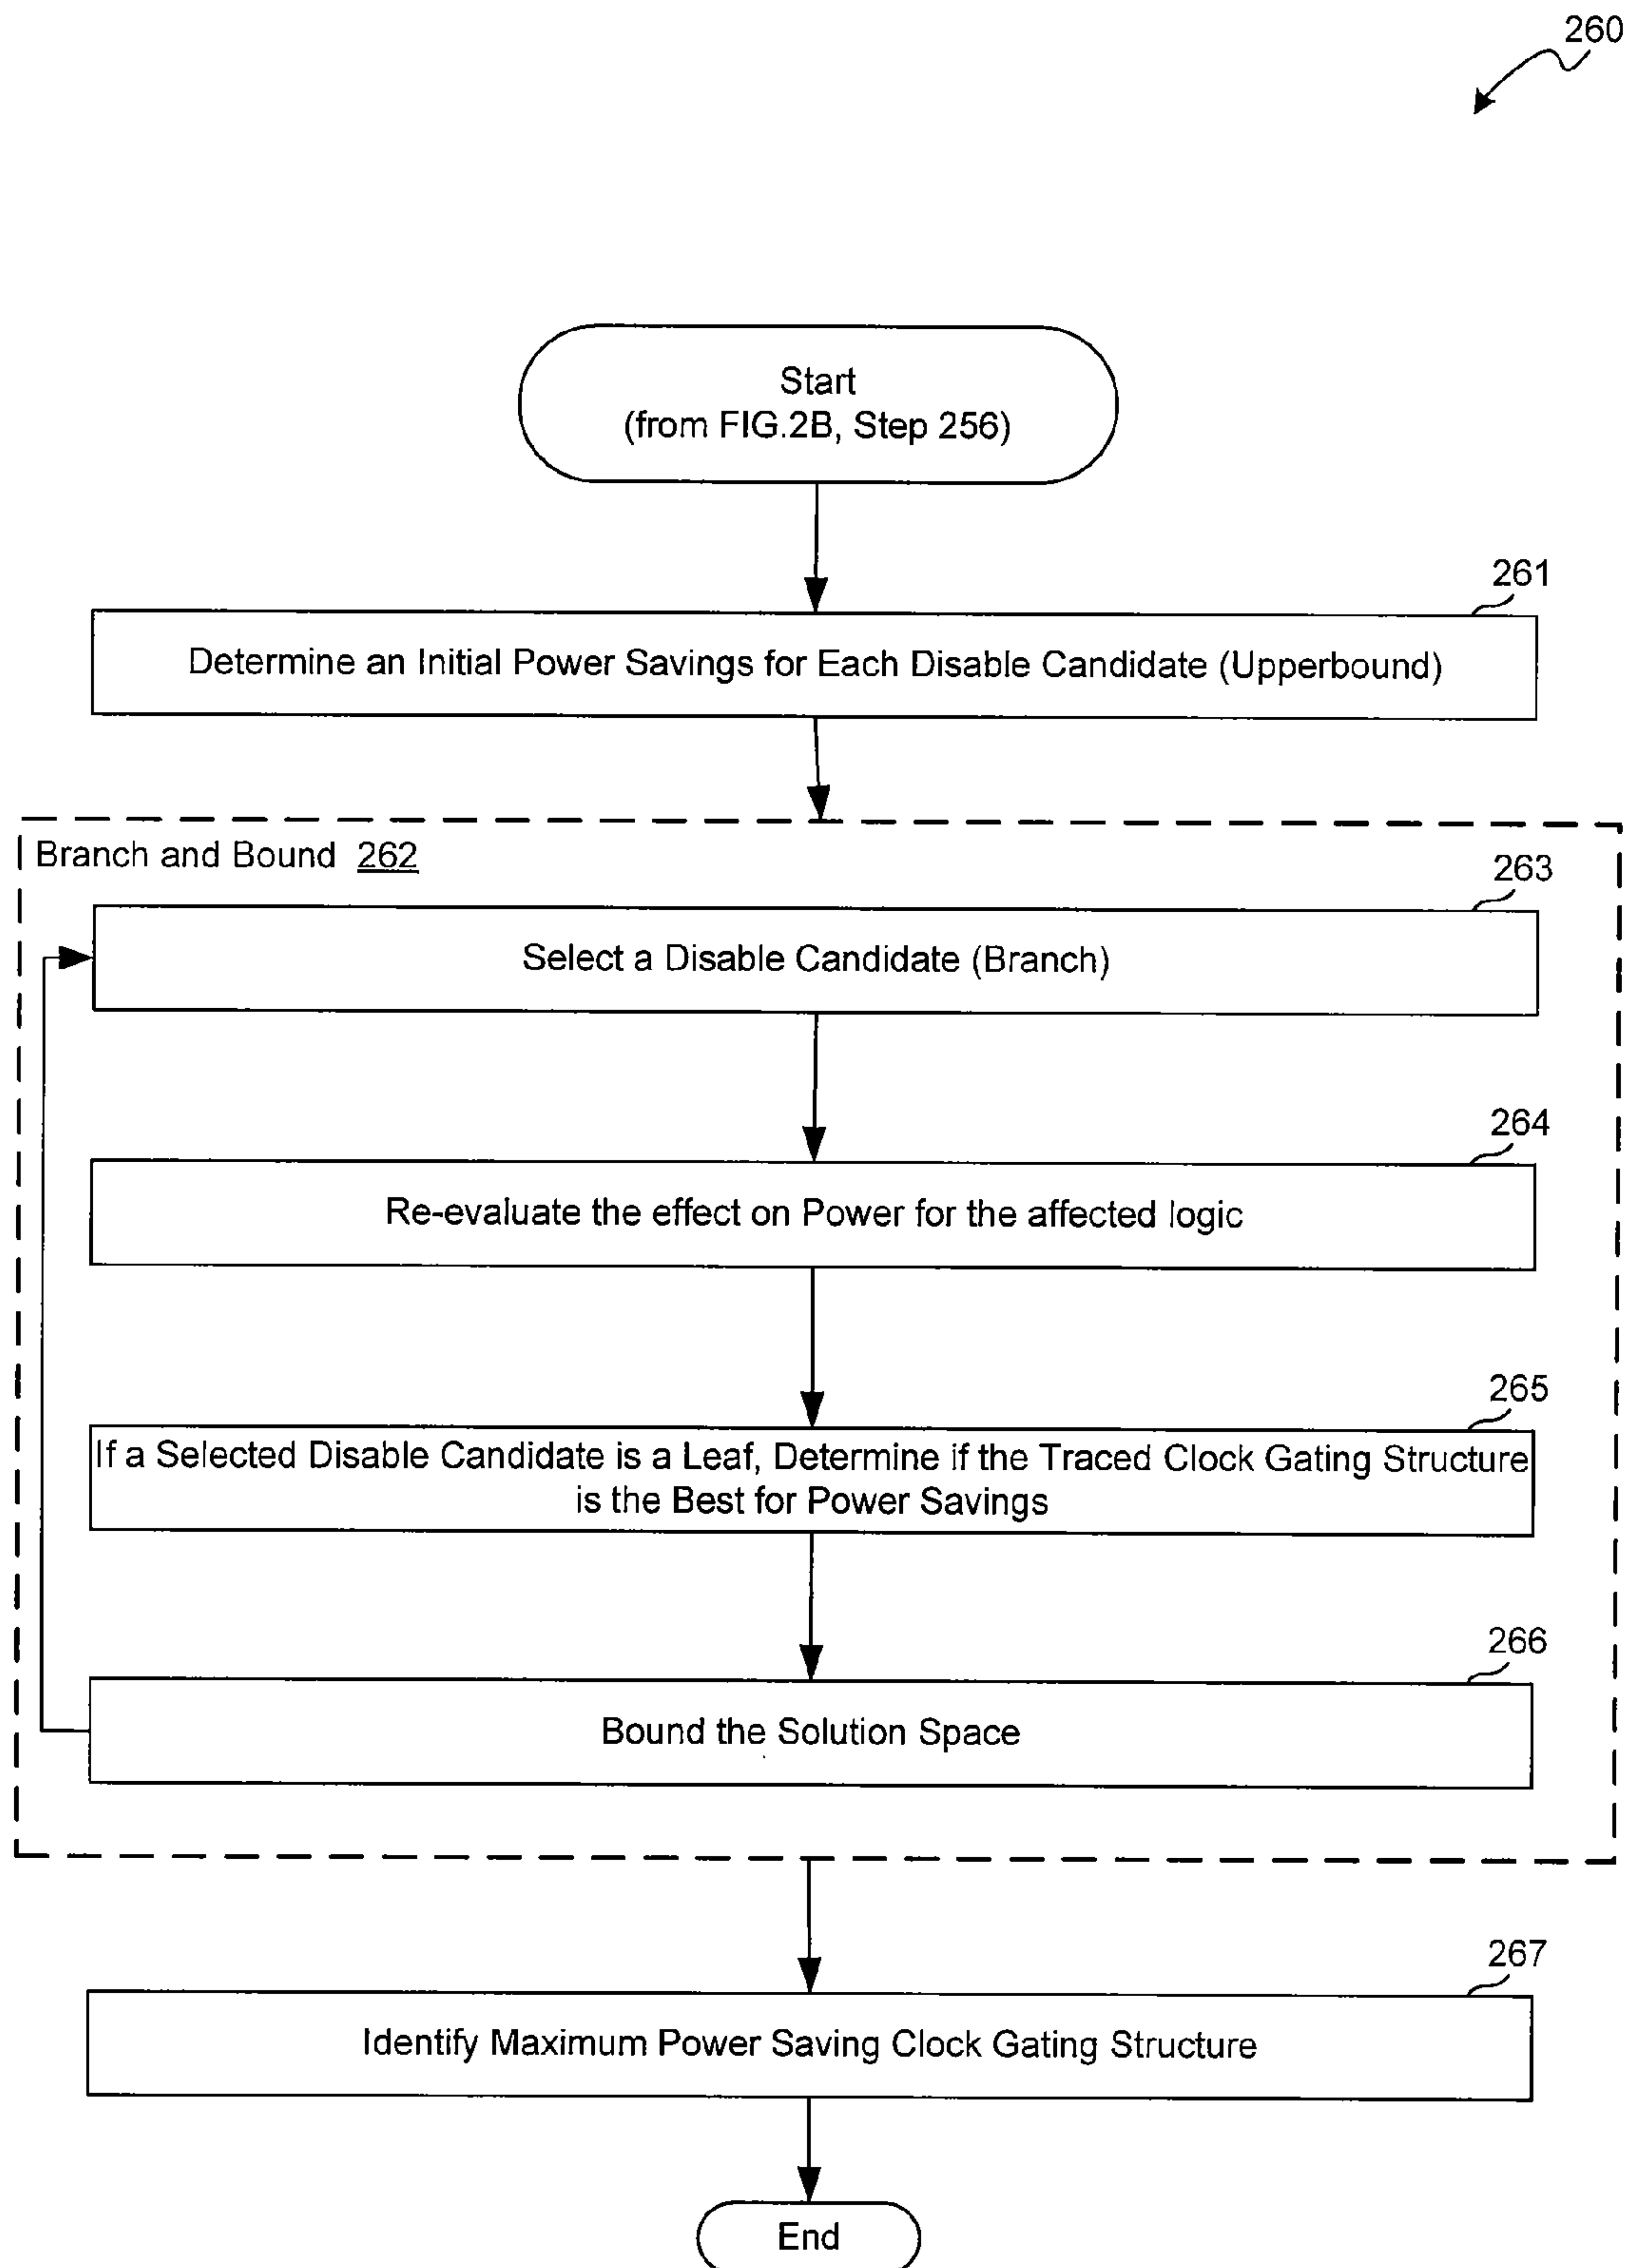 260
Start
(from FIG.2B, Step 256)
261
Determine an Initial Power Savings for Each Disable Candidate (Upperbound)
Branch and Bound 262
263
Select a Disable Candidate (Branch)
264
Re-evaluate the effect on Power for the affected logic
265
If a Selected Disable Candidate is a Leaf, Determine if the Traced Clock Gating Structure
is the Best for Power Savings
266
Bound the Solution Space
267
Identify Maximum Power Saving Clock Gating Structure
End